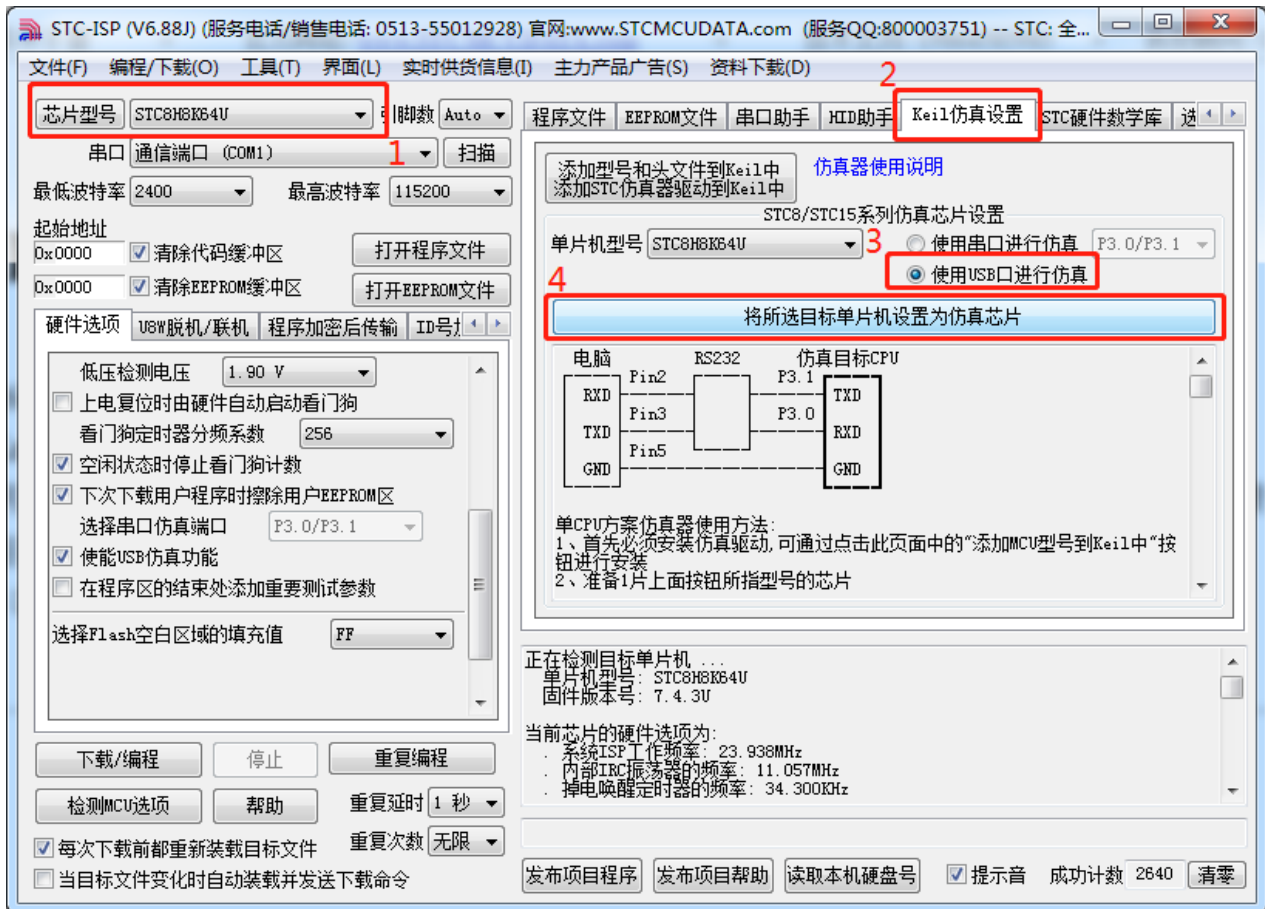 STC-ISP (V6.88J) (服务电话/销售电话: 0513-55012928) 官网:www.STCMCUDATA.com (服务QQ:800003751) -- STC: 全...
文件(F) 编程/下载(O) 工具(T) 界面(L) 实时供货信息(I) 主力产品广告(S) 资料下载(D)
2
芯片型号 STC8H8K64U 引脚数 Auto
1
串口 通信端口 (COM1) 扫描
最低波特率 2400 最高波特率 115200
起始地址
0x0000 清除代码缓冲区 打开程序文件
0x0000 清除EEPROM缓冲区 打开EEPROM文件
硬件选项 U8W脱机/联机 程序加密后传输 ID号
低压检测电压 1.90 V
上电复位时由硬件自动启动看门狗
看门狗定时器分频系数 256
空闲状态时停止看门狗计数
下次下载用户程序时擦除用户EEPROM区
选择串口仿真端口 P3.0/P3.1
使能USB仿真功能
在程序区的结束处添加重要测试参数
选择Flash空白区域的填充值 FF
下载/编程 停止 重复编程
检测MCU选项 帮助 重复延时 1 秒
每次下载前都重新装载目标文件 重复次数 无限
当目标文件变化时自动装载并发送下载命令
程序文件 EEPROM文件 串口助手 HID助手 Keil仿真设置 STC硬件数学库 选
添加型号和头文件到Keil中
添加STC仿真器驱动到Keil中
仿真器使用说明
STC8/STC15系列仿真芯片设置
单片机型号 STC8H8K64U 3 使用串口进行仿真 P3.0/P3.1
使用USB口进行仿真
4
将所选目标单片机设置为仿真芯片
电脑 RS232 仿真目标CPU
Pin2 P3.1
RXD TXD
Pin3 P3.0
TXD RXD
Pin5
GND GND
单CPU方案仿真器使用方法:
1、首先必须安装仿真驱动,可通过点击此页面中的"添加MCU型号到Keil中"按
钮进行安装
2、准备1片上面按钮所指型号的芯片
正在检测目标单片机 ...
单片机型号: STC8H8K64U
固件版本号: 7.4.3U
当前芯片的硬件选项为:
. 系统ISP工作频率: 23.938MHz
. 内部IRC振荡器的频率: 11.057MHz
. 掉电唤醒定时器的频率: 34.300KHz
发布项目程序 发布项目帮助 读取本机硬盘号 提示音 成功计数 2640 清零